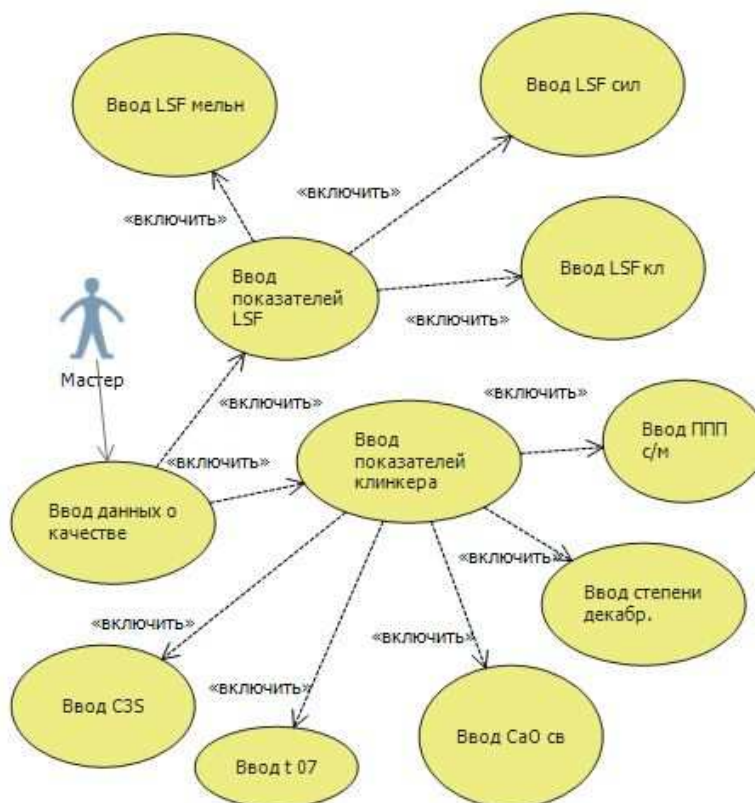 Ввод LSF мельн
Ввод LSF сил
«включить»
«включить»
Ввод
показателей
LSF
Ввод LSF кл
«включить»
Мастер
«включить»
«включить»
«включить»
Ввод
показателей
клинкера
Ввод ППП
с/м
Ввод данных о
качестве
«включить»
Ввод степени
декабр.
«включить»
«включить»
«включить»
Ввод C3S
Ввод t 07
Ввод CaO св